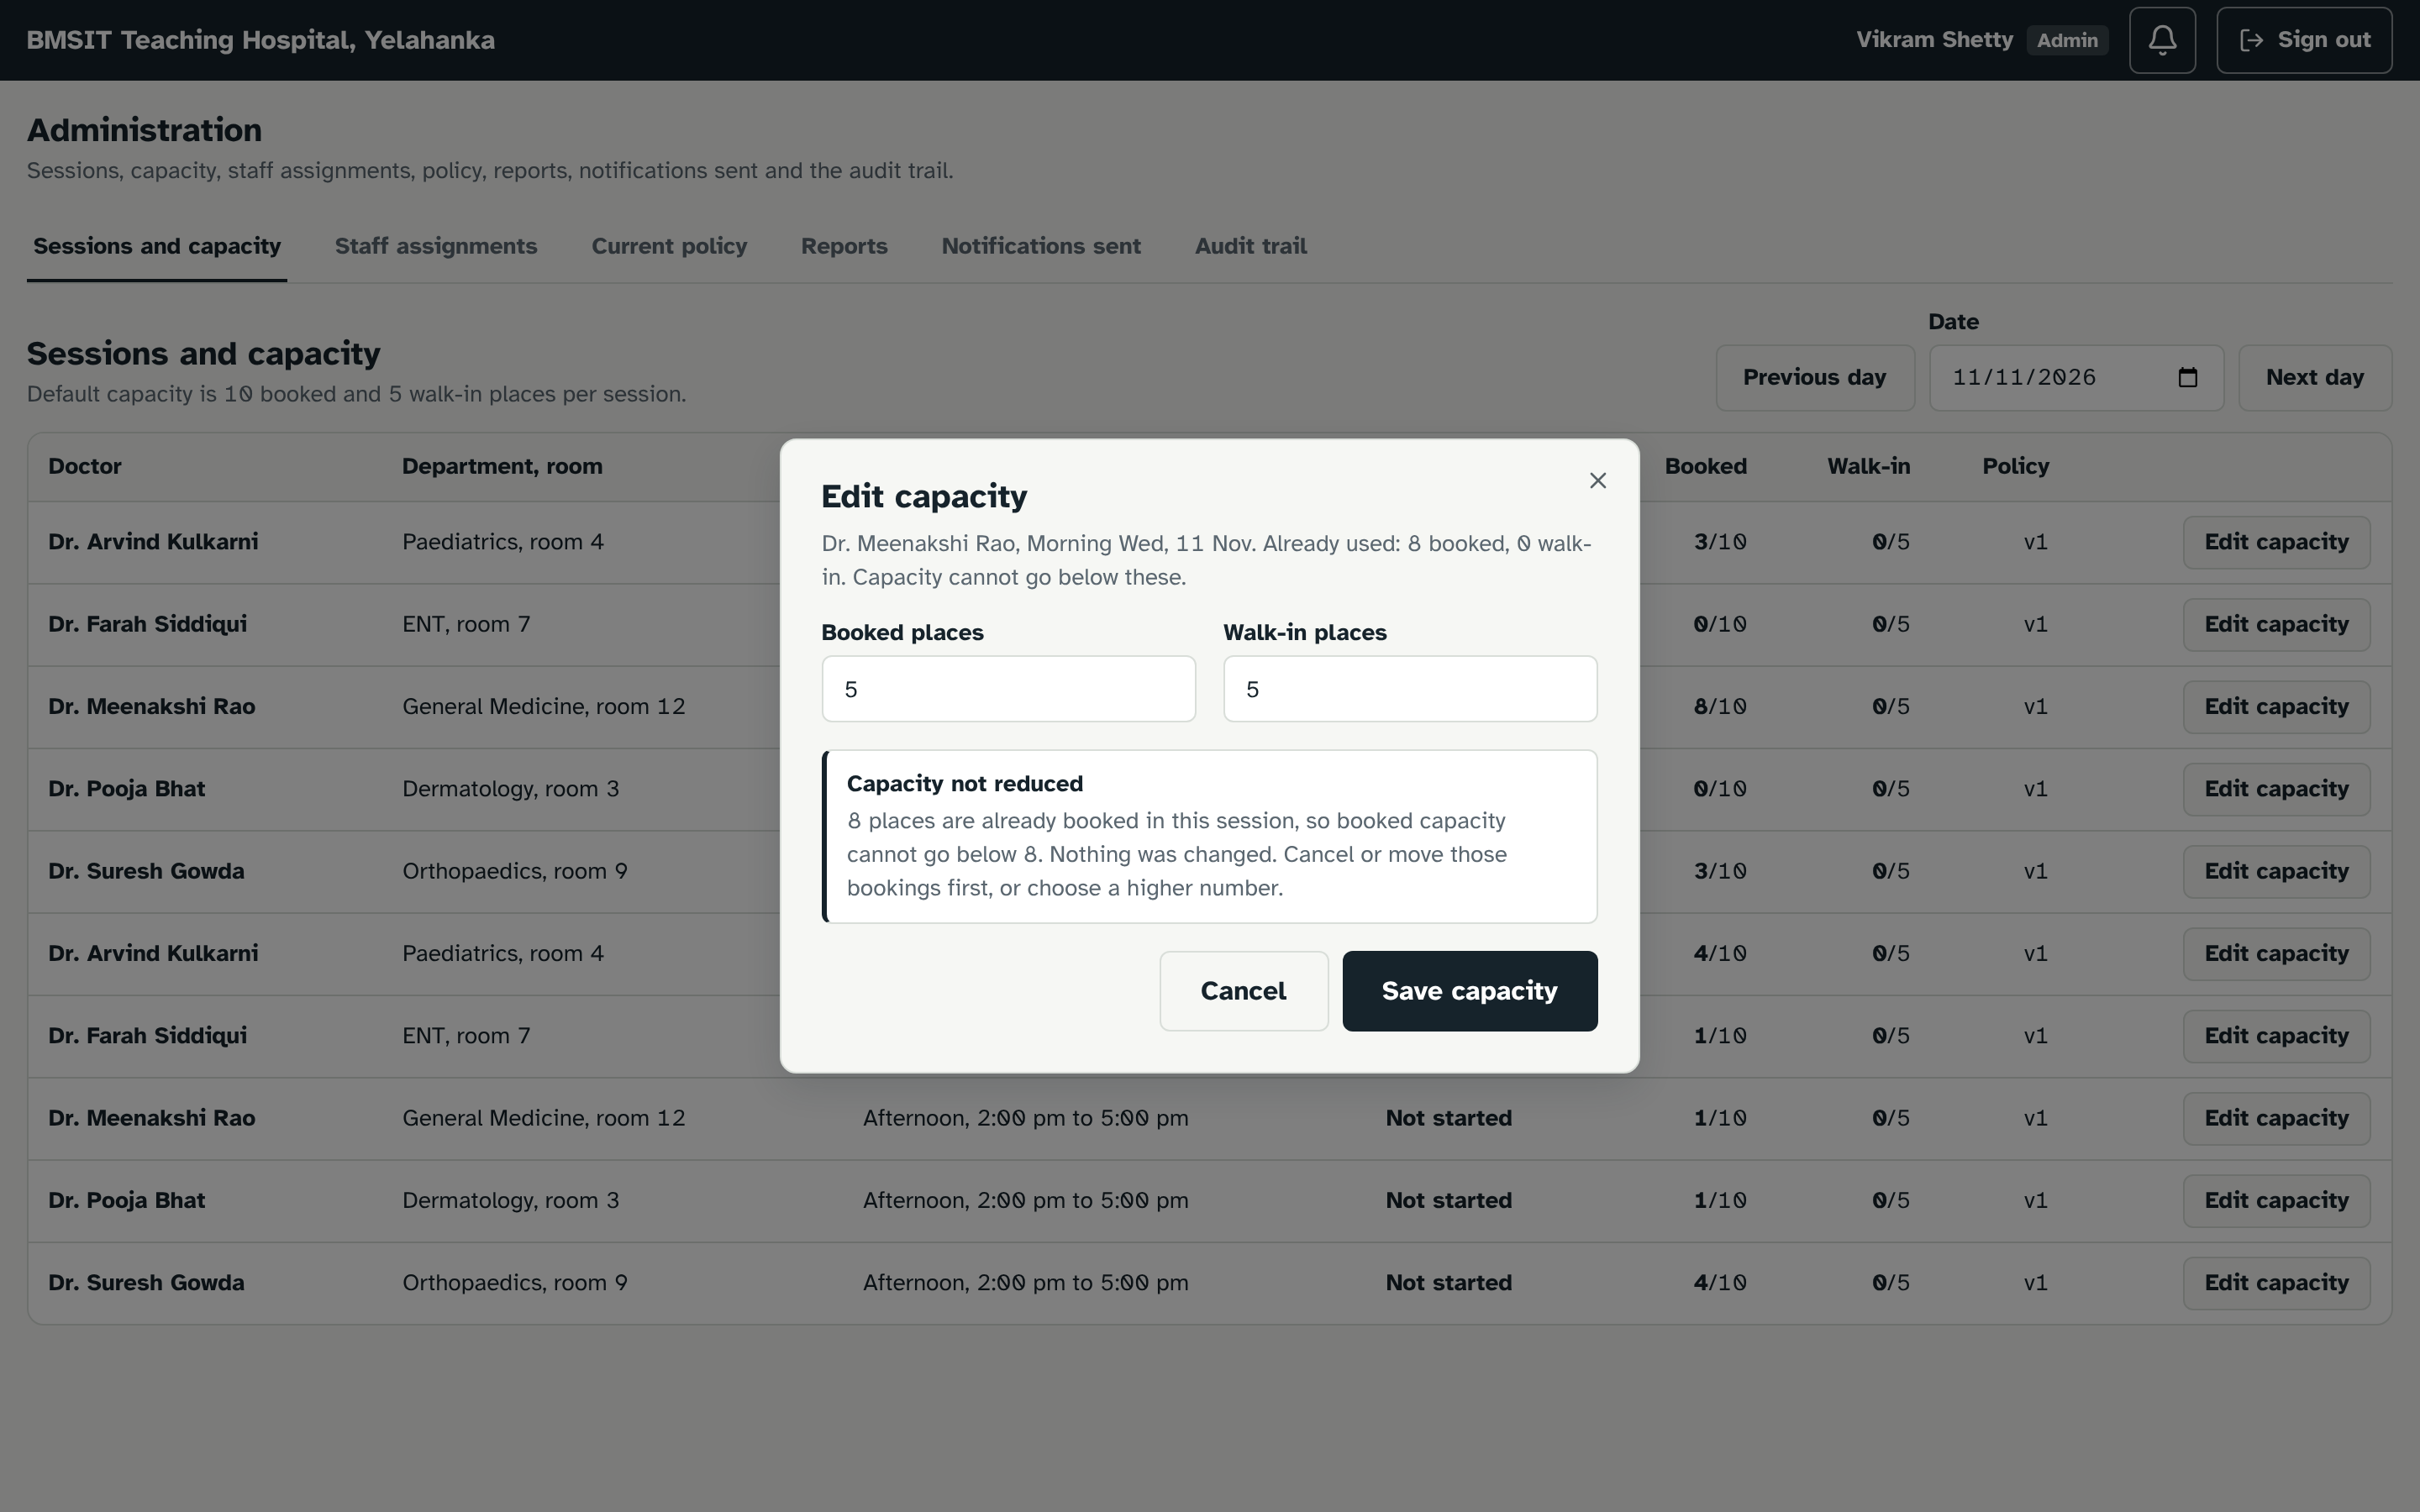 BMSIT Teaching Hospital, Yelahanka
Vikram Shetty Admin Sign out
Administration
Sessions, capacity, staff assignments, policy, reports, notifications sent and the audit trail.
Sessions and capacity Staff assignments Current policy Reports Notifications sent Audit trail
Sessions and capacity
Default capacity is 10 booked and 5 walk-in places per session.
Date
Previous day 11/11/2026 Next day
Doctor Department, room Booked Walk-in Policy
Dr. Arvind Kulkarni Paediatrics, room 4 3/10 0/5 v1 Edit capacity
Dr. Farah Siddiqui ENT, room 7 0/10 0/5 v1 Edit capacity
Dr. Meenakshi Rao General Medicine, room 12 8/10 0/5 v1 Edit capacity
Dr. Pooja Bhat Dermatology, room 3 0/10 0/5 v1 Edit capacity
Dr. Suresh Gowda Orthopaedics, room 9 3/10 0/5 v1 Edit capacity
Dr. Arvind Kulkarni Paediatrics, room 4 4/10 0/5 v1 Edit capacity
Dr. Farah Siddiqui ENT, room 7 1/10 0/5 v1 Edit capacity
Dr. Meenakshi Rao General Medicine, room 12 Afternoon, 2:00 pm to 5:00 pm Not started 1/10 0/5 v1 Edit capacity
Dr. Pooja Bhat Dermatology, room 3 Afternoon, 2:00 pm to 5:00 pm Not started 1/10 0/5 v1 Edit capacity
Dr. Suresh Gowda Orthopaedics, room 9 Afternoon, 2:00 pm to 5:00 pm Not started 4/10 0/5 v1 Edit capacity
Edit capacity
Dr. Meenakshi Rao, Morning Wed, 11 Nov. Already used: 8 booked, 0 walk-
in. Capacity cannot go below these.
Booked places Walk-in places
5 5
Capacity not reduced
8 places are already booked in this session, so booked capacity
cannot go below 8. Nothing was changed. Cancel or move those
bookings first, or choose a higher number.
Cancel Save capacity